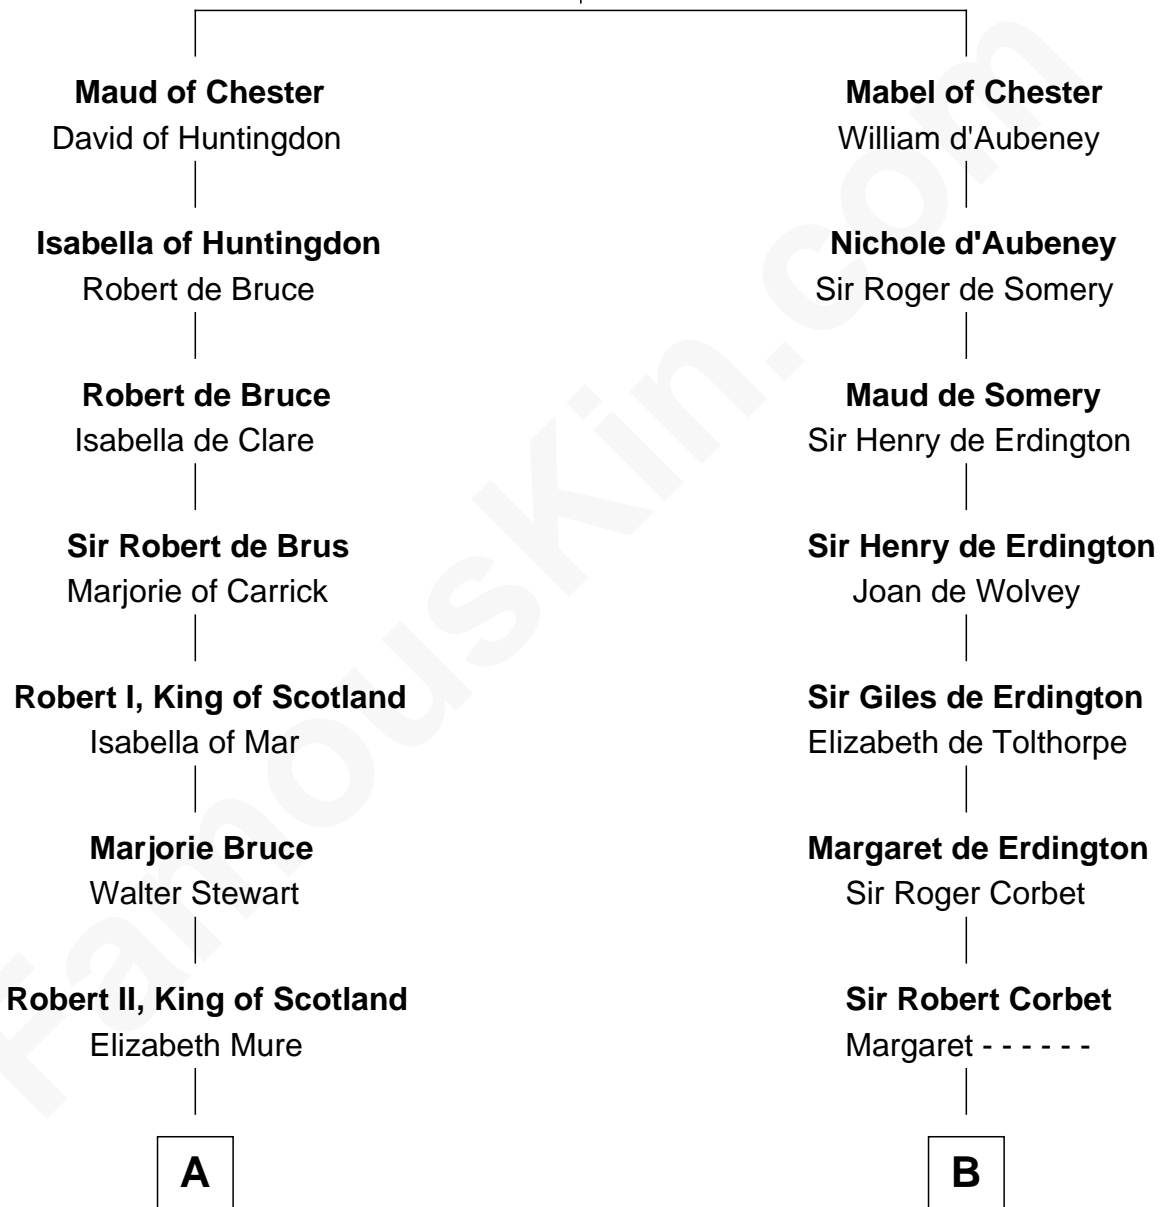 Maud of Chester
David of Huntingdon
Isabella of Huntingdon
Robert de Bruce
Robert de Bruce
Isabella de Clare
Sir Robert de Brus
Marjorie of Carrick
Robert I, King of Scotland
Isabella of Mar
Marjorie Bruce
Walter Stewart
Robert II, King of Scotland
Elizabeth Mure
A
Mabel of Chester
William d'Aubeney
Nichole d'Aubeney
Sir Roger de Somery
Maud de Somery
Sir Henry de Erdington
Sir Henry de Erdington
Joan de Wolvey
Sir Giles de Erdington
Elizabeth de Tolthorpe
Margaret de Erdington
Sir Roger Corbet
Sir Robert Corbet
Margaret - - - - - -
B
FamousKin.com